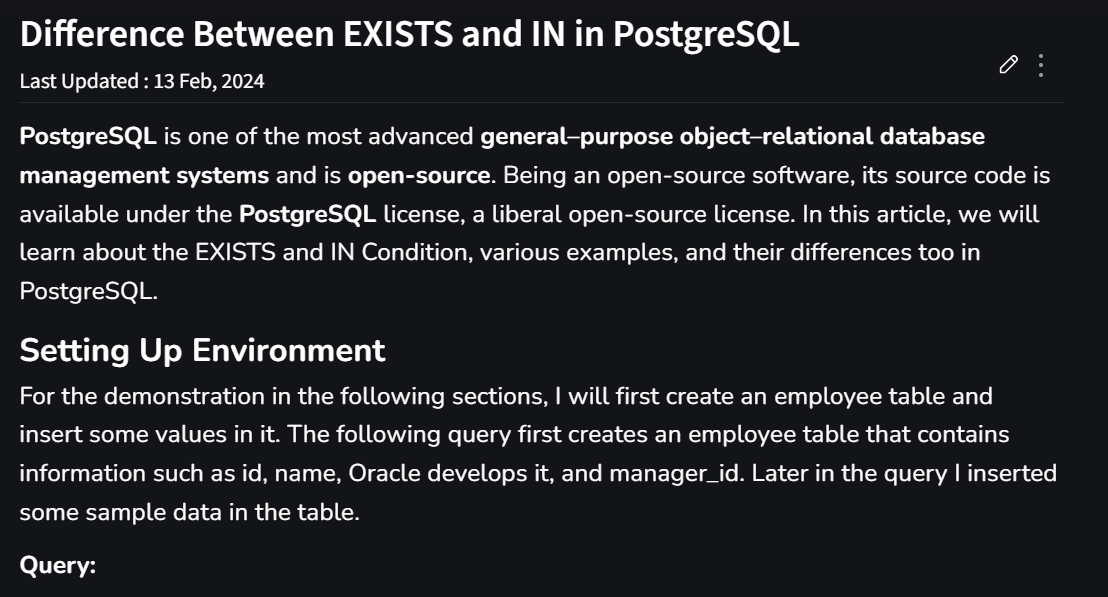 Difference Between EXISTS and IN in PostgreSQL
Last Updated : 13 Feb, 2024
PostgreSQL is one of the most advanced general–purpose object–relational database
management systems and is open-source. Being an open-source software, its source code is
available under the PostgreSQL license, a liberal open-source license. In this article, we will
learn about the EXISTS and IN Condition, various examples, and their differences too in
PostgreSQL.
Setting Up Environment
For the demonstration in the following sections, I will first create an employee table and
insert some values in it. The following query first creates an employee table that contains
information such as id, name, Oracle develops it, and manager_id. Later in the query I inserted
some sample data in the table.
Query: